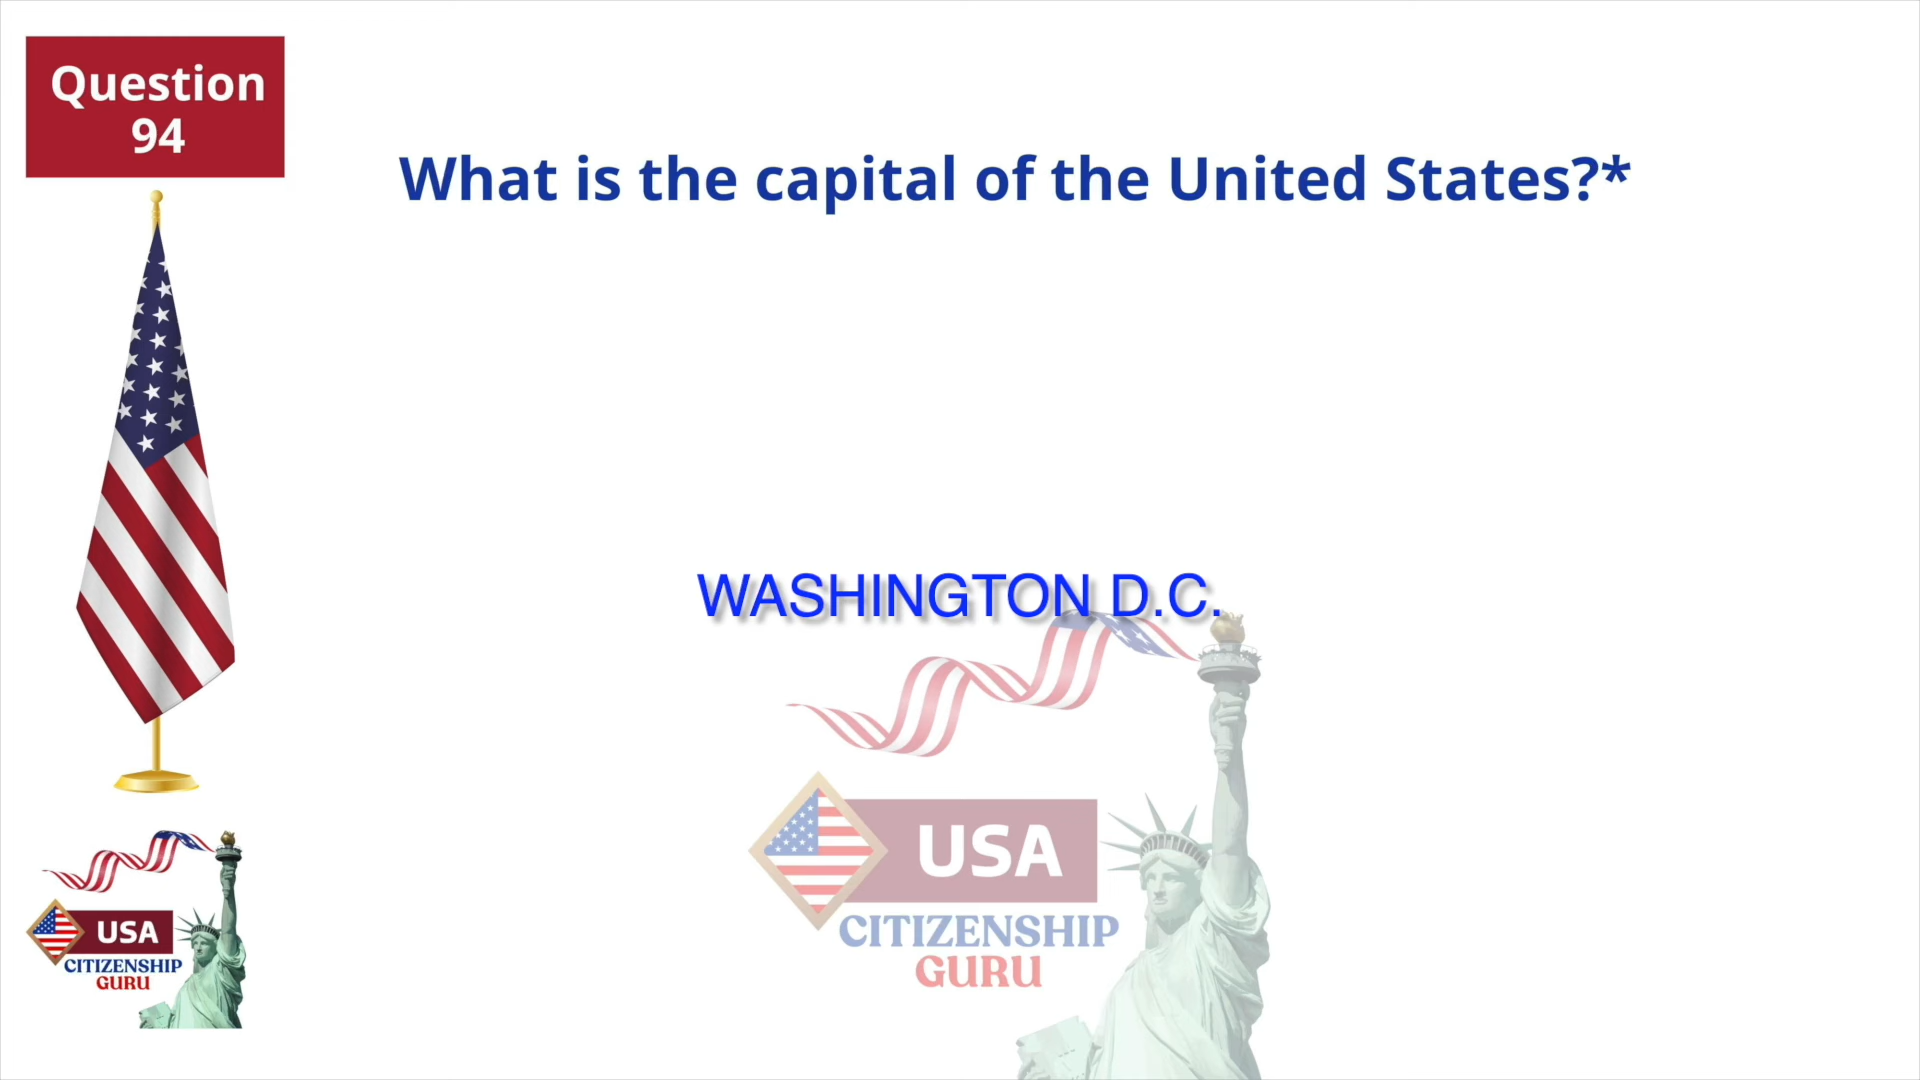 Question
94
What is the capital of the United States?*
WASHINGTON D.C.
USA
CITIZENSHIP
GURU
USA
CITIZENSHIP
GURU